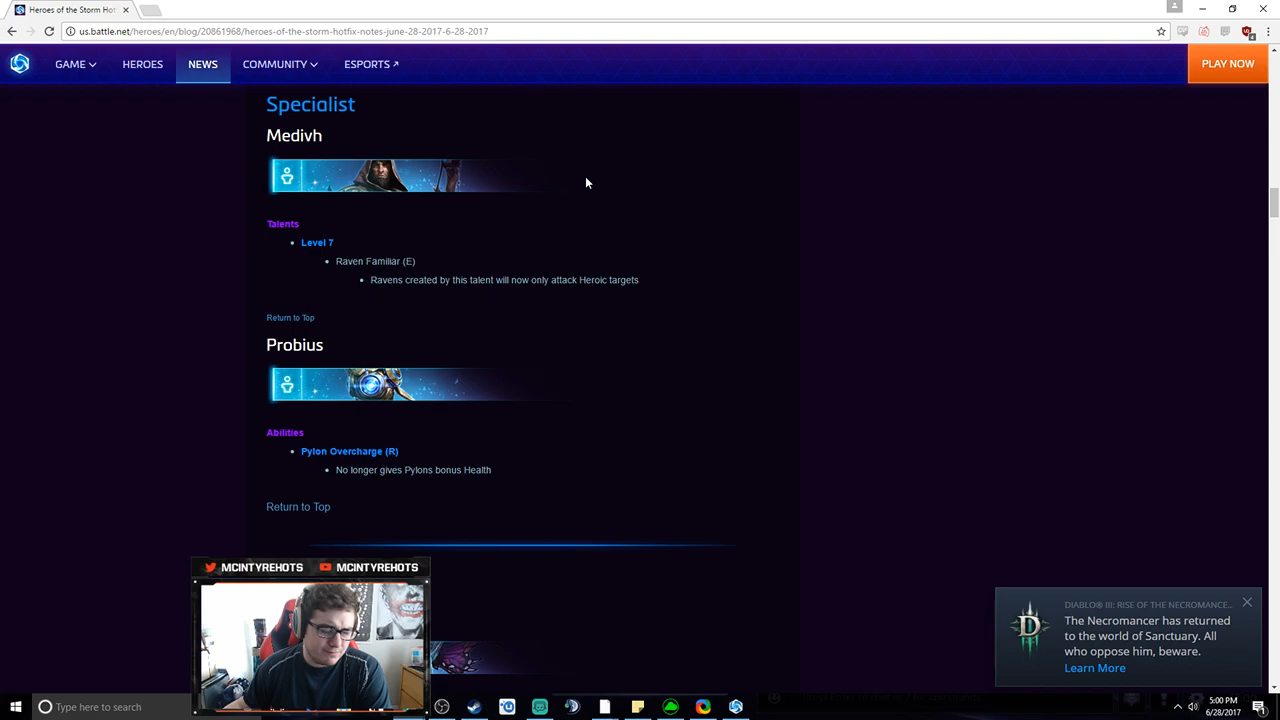 Heroes of the Storm Hot
us.battle.net/heroes/en/blog/20861968/heroes-of-the-storm-hotfix-notes-june-28-2017-6-28-2017
GAME
HEROES
NEWS
COMMUNITY
ESPORTS
PLAY NOW
Specialist
Medivh
Talents
Level 7
Raven Familiar (E)
Ravens created by this talent will now only attack Heroic targets
Return to Top
Probius
Abilities
Pylon Overcharge (R)
No longer gives Pylons bonus Health
Return to Top
MCINTYREHOTS
MCINTYREHOTS
DIABLO® III: RISE OF THE NECROMANCE...
The Necromancer has returned
to the world of Sanctuary. All
who oppose him, beware.
Learn More
Type here to search
5:00 PM
6/28/2017